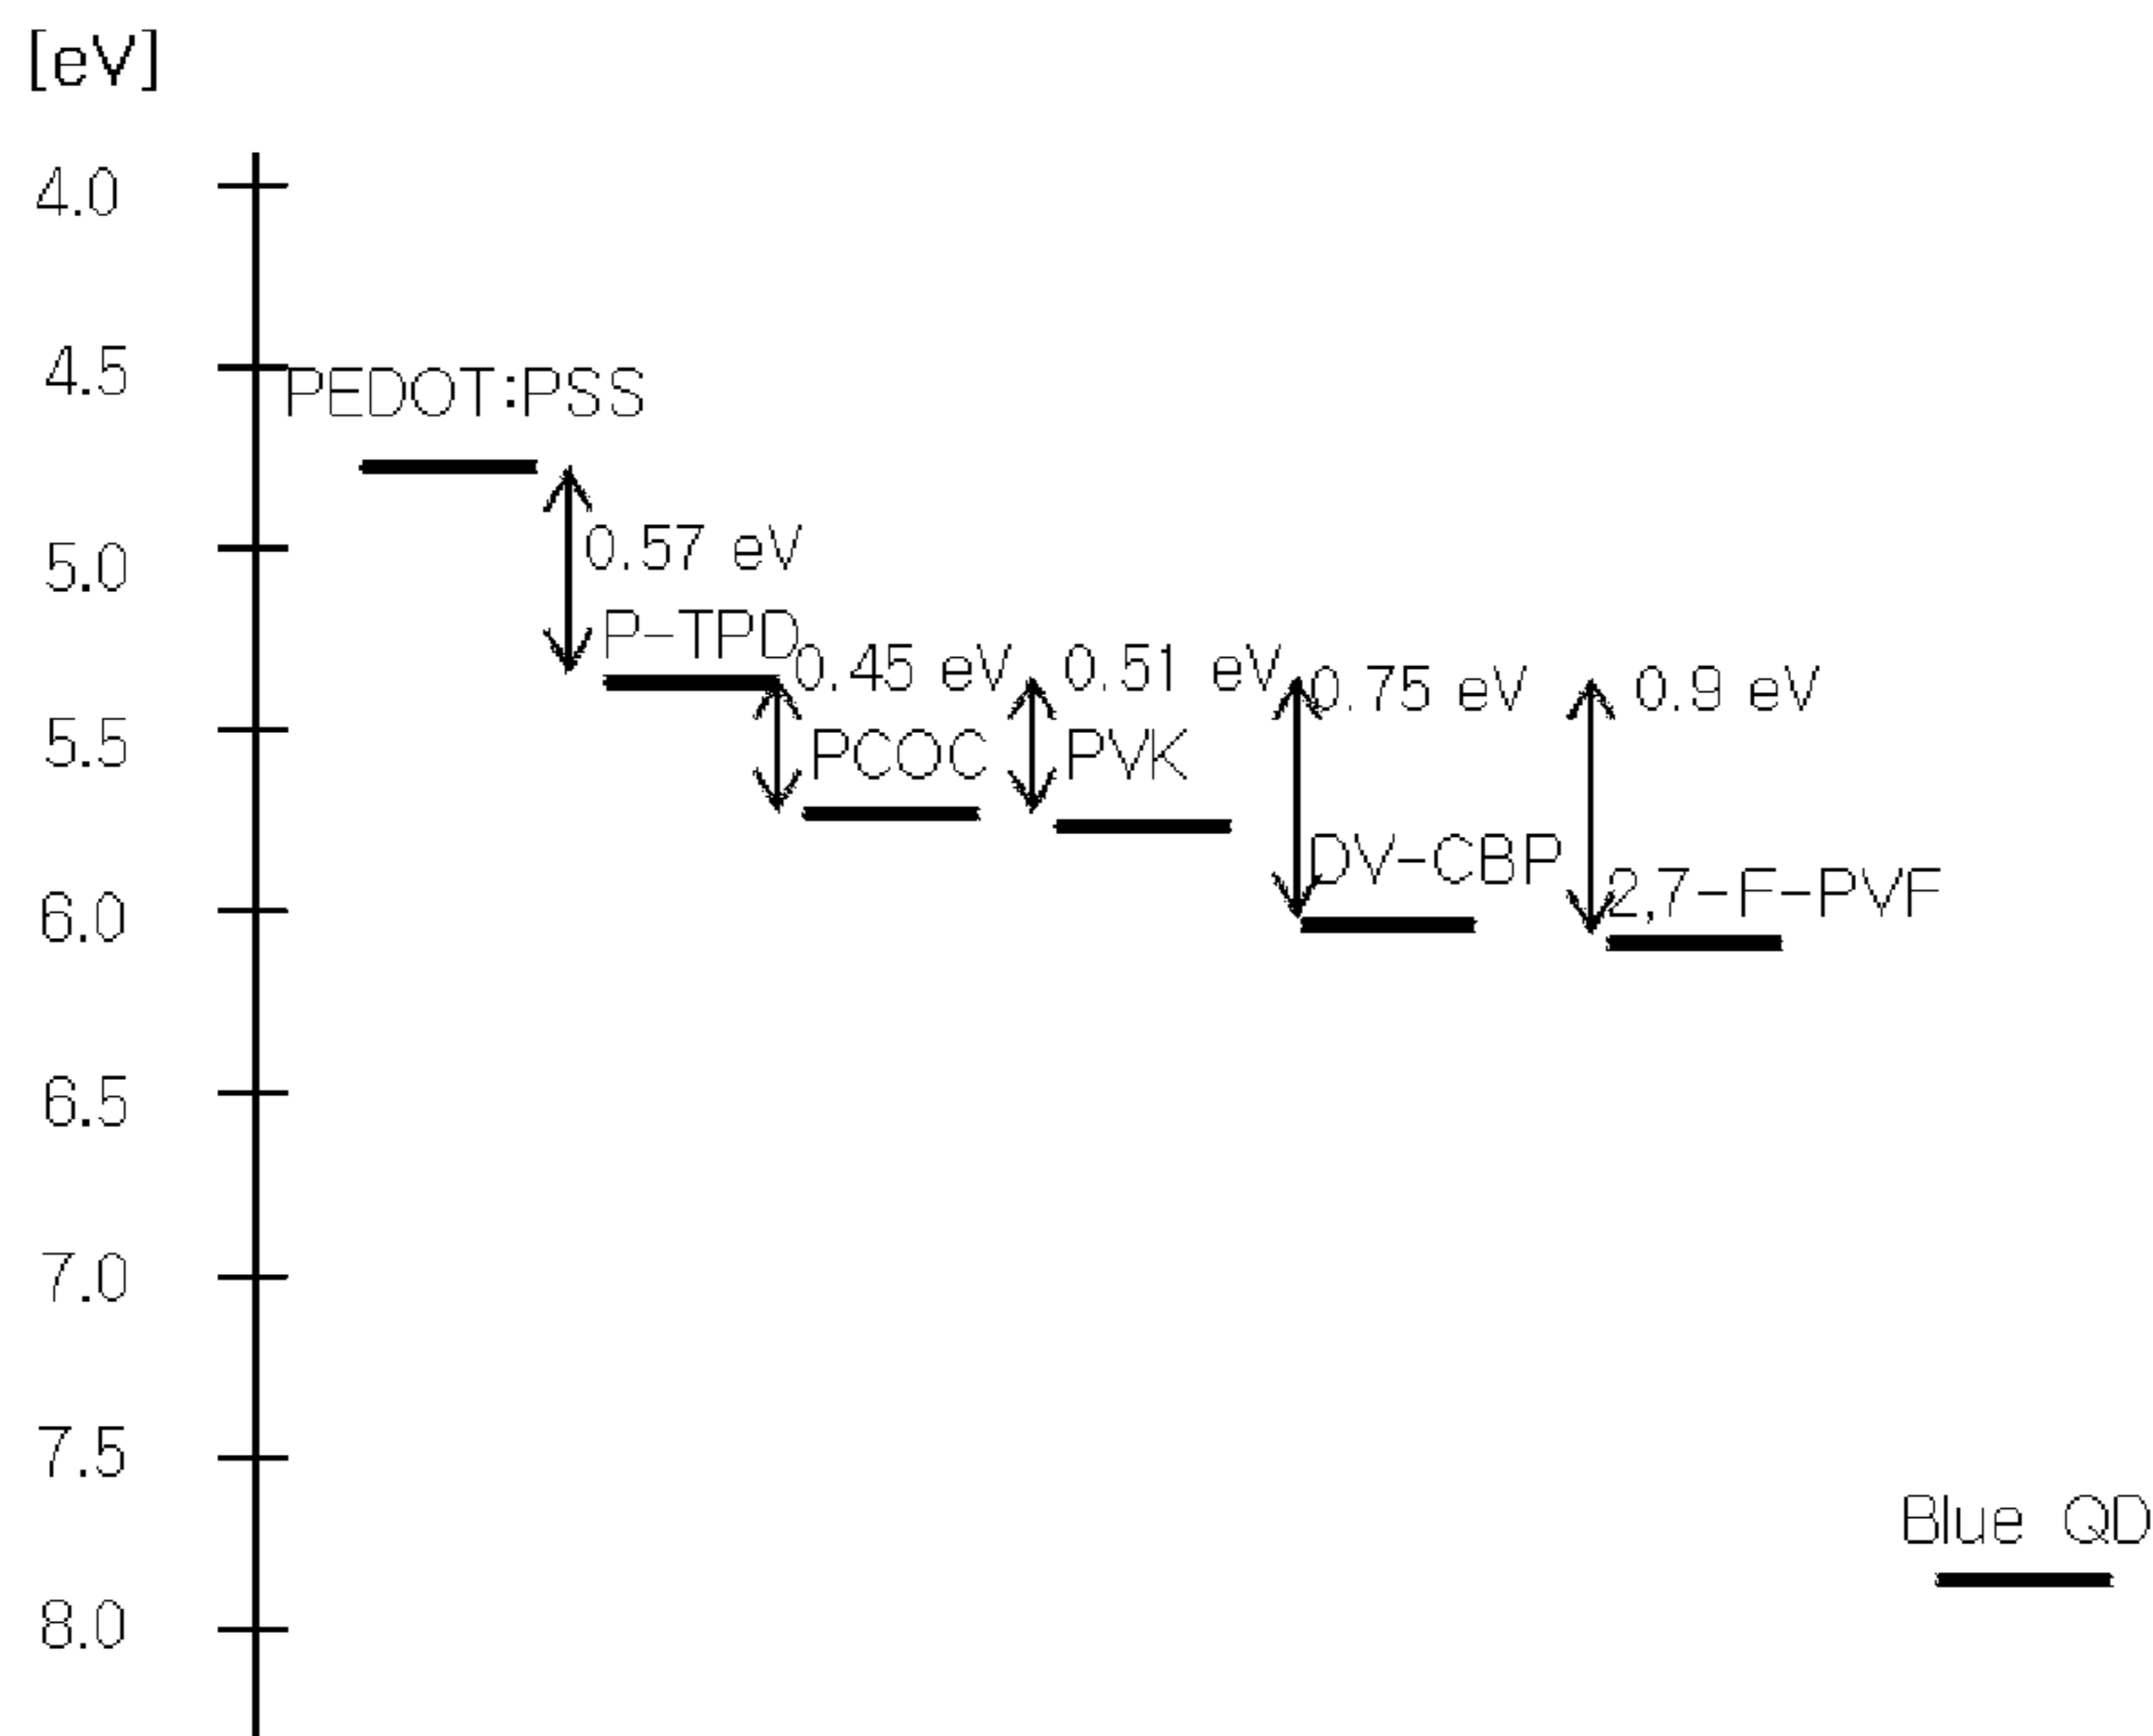 [eV]
4.0
4.5
PEDOT:PSS
5.0
0.57 eV
P-TPD
0.45 eV
0.51 eV
0.75 eV
0.9 eV
5.5
PCOC
PVK
DV-CBP
2,7-F-PVF
6.0
6.5
7.0
7.5
Blue QD
8.0